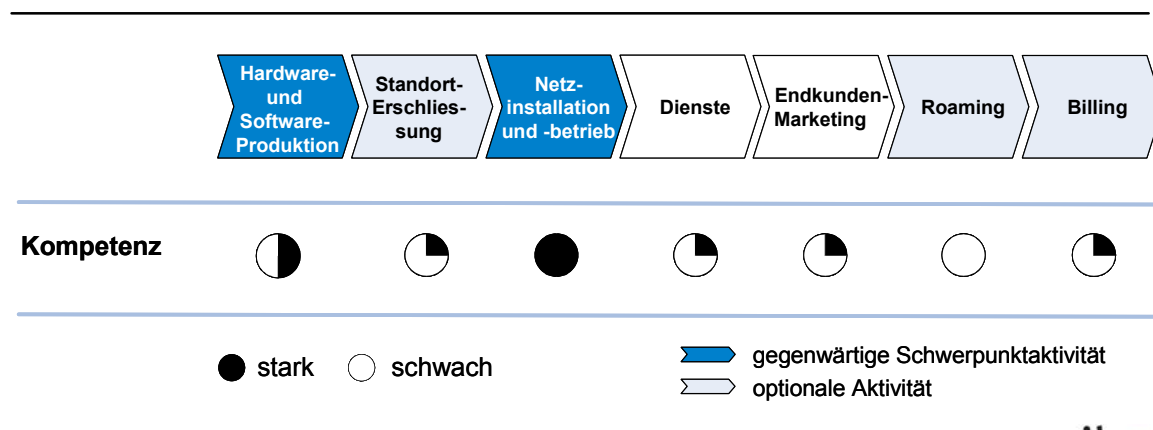 Hardware-
und
Software-
Produktion
Standort-
Erschlies-
sung
Netz-
installation
und -betrieb
Dienste
Endkunden-
Marketing
Roaming
Billing
Kompetenz
stark
schwach
gegenwärtige Schwerpunktaktivität
optionale Aktivität